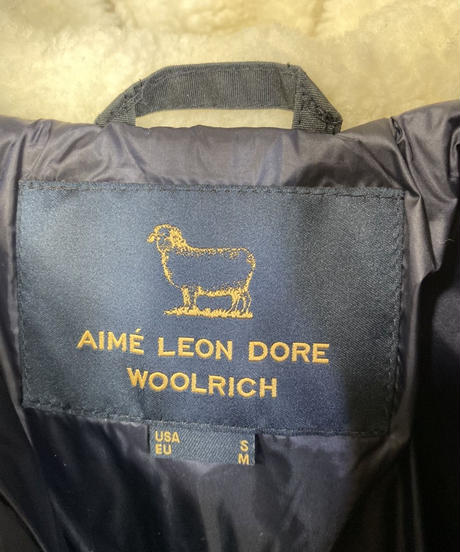 AIMÉ LEON DORE
WOOLRICH
USA S
EU M